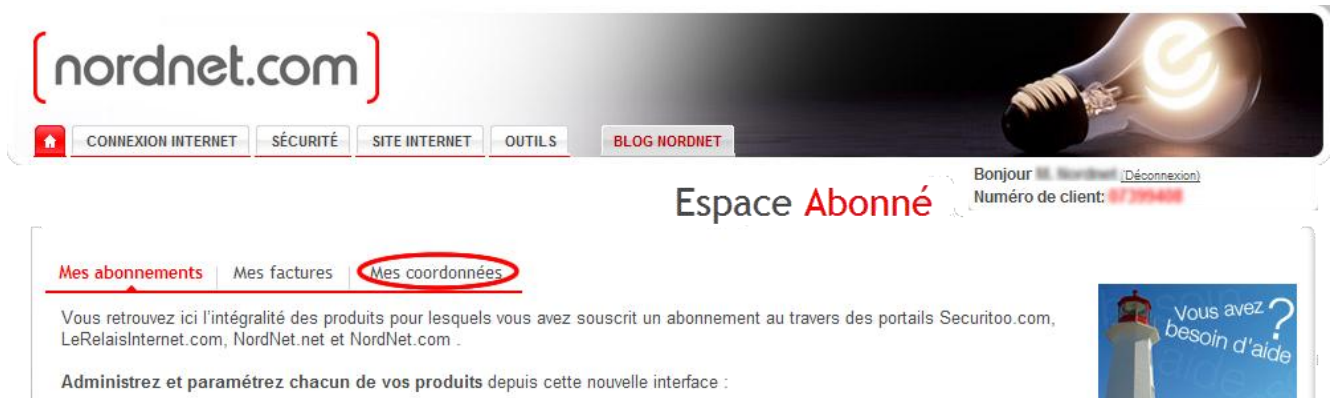 nordnet.com
CONNEXION INTERNET SÉCURITÉ SITE INTERNET OUTILS BLOG NORDNET
Bonjour (Déconnexion)
Numéro de client:
Espace Abonné
Mes abonnements Mes factures Mes coordonnées
Vous retrouvez ici l'intégralité des produits pour lesquels vous avez souscrit un abonnement au travers des portails Securitoo.com,
LeRelaisInternet.com, NordNet.net et NordNet.com .
Administrez et paramétrez chacun de vos produits depuis cette nouvelle interface :
Vous avez ?
besoin d'aide